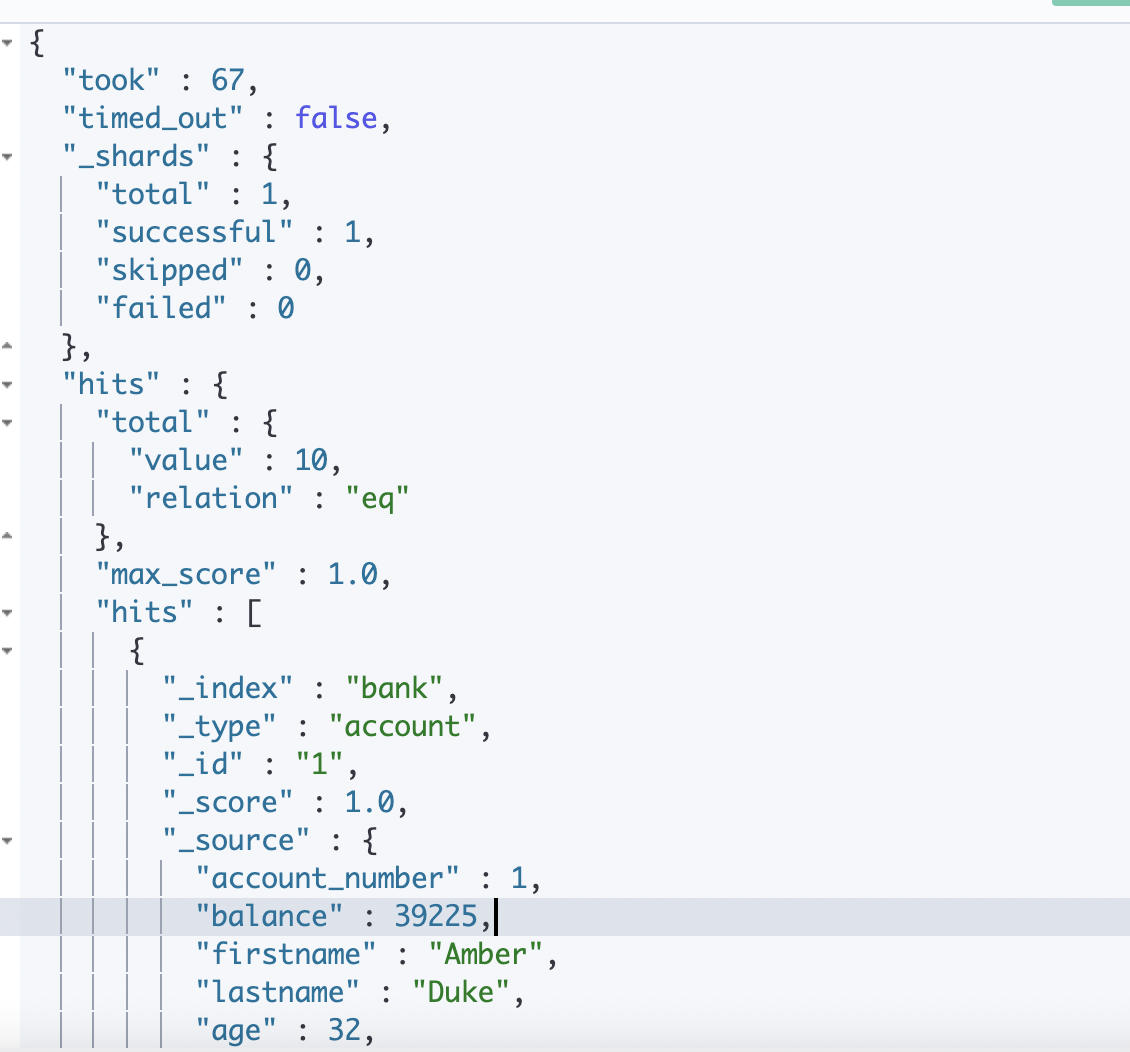 {
  "took" : 67,
  "timed_out" : false,
  "_shards" : {
    "total" : 1,
    "successful" : 1,
    "skipped" : 0,
    "failed" : 0
  },
  "hits" : {
    "total" : {
      "value" : 10,
      "relation" : "eq"
    },
    "max_score" : 1.0,
    "hits" : [
      {
        "_index" : "bank",
        "_type" : "account",
        "_id" : "1",
        "_score" : 1.0,
        "_source" : {
          "account_number" : 1,
          "balance" : 39225,
          "firstname" : "Amber",
          "lastname" : "Duke",
          "age" : 32,